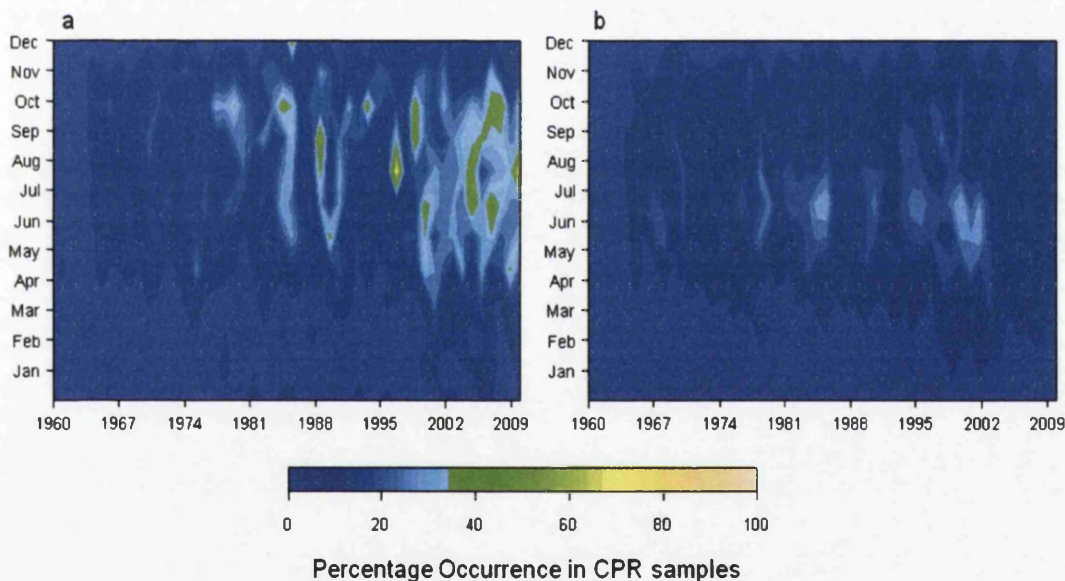 a
Dec
Nov
Oct
Sep
Aug
Jul
Jun
May
Apr
Mar
Feb
Jan
1960 1967 1974 1981 1988 1995 2002 2009
b
Dec
Nov
Oct
Sep
Aug
Jul
Jun
May
Apr
Mar
Feb
Jan
1960 1967 1974 1981 1988 1995 2002 2009
0 20 40 60 80 100
Percentage Occurrence in CPR samples